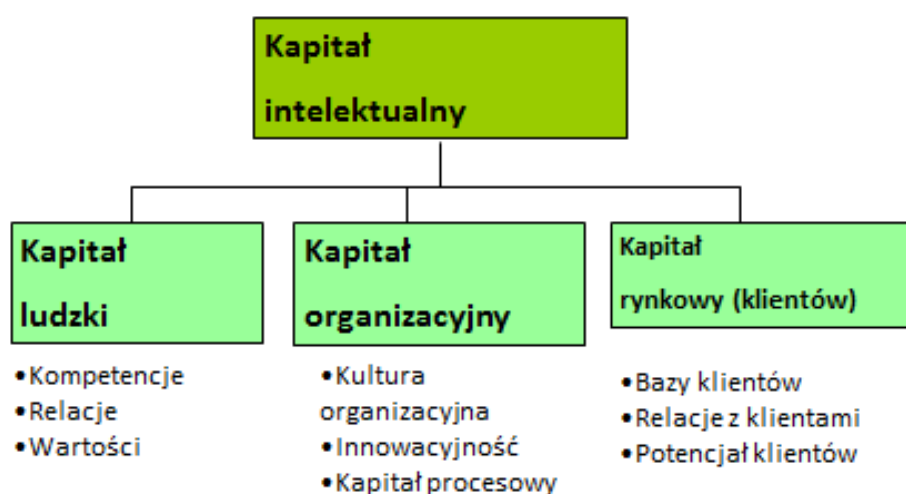 Kapitał
intelektualny
Kapitał
ludzki
•Kompetencje
•Relacje
•Wartości
Kapitał
organizacyjny
•Kultura
organizacyjna
•Innowacyjność
•Kapitał procesowy
Kapitał
rynkowy (klientów)
•Bazy klientów
•Relacje z klientami
•Potencjał klientów